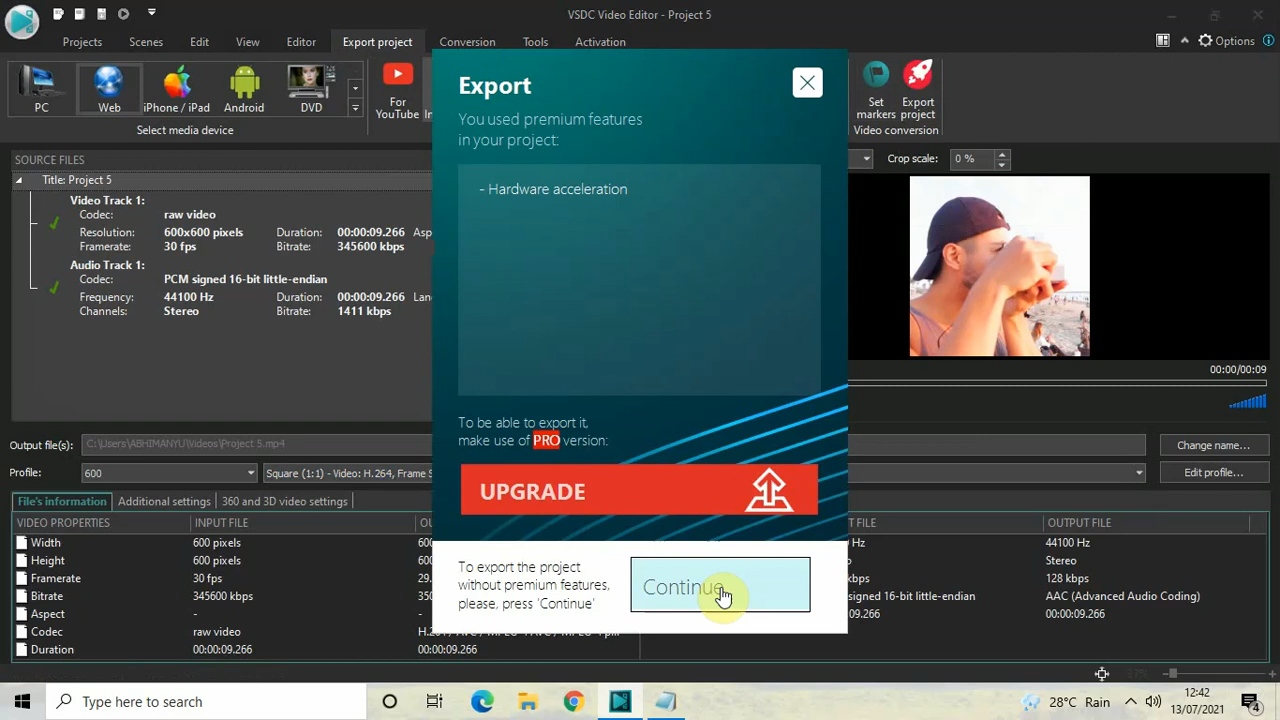 VSDC Video Editor - Project 5
Projects
Scenes
Edit
View
Editor
Export project
Conversion
Tools
Activation
Options
PC
Web
iPhone / iPad
Android
DVD
Select media device
For
YouTube
Set
markers
Export
project
Video conversion
Export
You used premium features
in your project:
- Hardware acceleration
To be able to export it,
make use of PRO version:
UPGRADE
To export the project
without premium features,
please, press 'Continue'
Continue
SOURCE FILES
Title: Project 5
Video Track 1:
Codec: raw video
Resolution: 600x600 pixels Duration: 00:00:09.266
Framerate: 30 fps Bitrate: 345600 kbps
Audio Track 1:
Codec: PCM signed 16-bit little-endian
Frequency: 44100 Hz Duration: 00:00:09.266
Channels: Stereo Bitrate: 1411 kbps
Crop scale: 0 %
00:00/00:09
Output file(s): C:\Users\ABHIMANYU\Videos\Project 5.mp4
Change name...
Profile: 600 Square (1:1) - Video: H.264, Frame S
Edit profile...
File's information Additional settings 360 and 3D video settings
VIDEO PROPERTIES INPUT FILE OUTPUT FILE
Width 600 pixels 44100 Hz
Height 600 pixels Stereo
Framerate 30 fps 128 kbps
Bitrate 345600 kbps AAC (Advanced Audio Coding)
Aspect - 00:00:09.266
Codec raw video
Duration 00:00:09.266 00:00:09.266
Type here to search
28°C Rain
12:42
13/07/2021
4